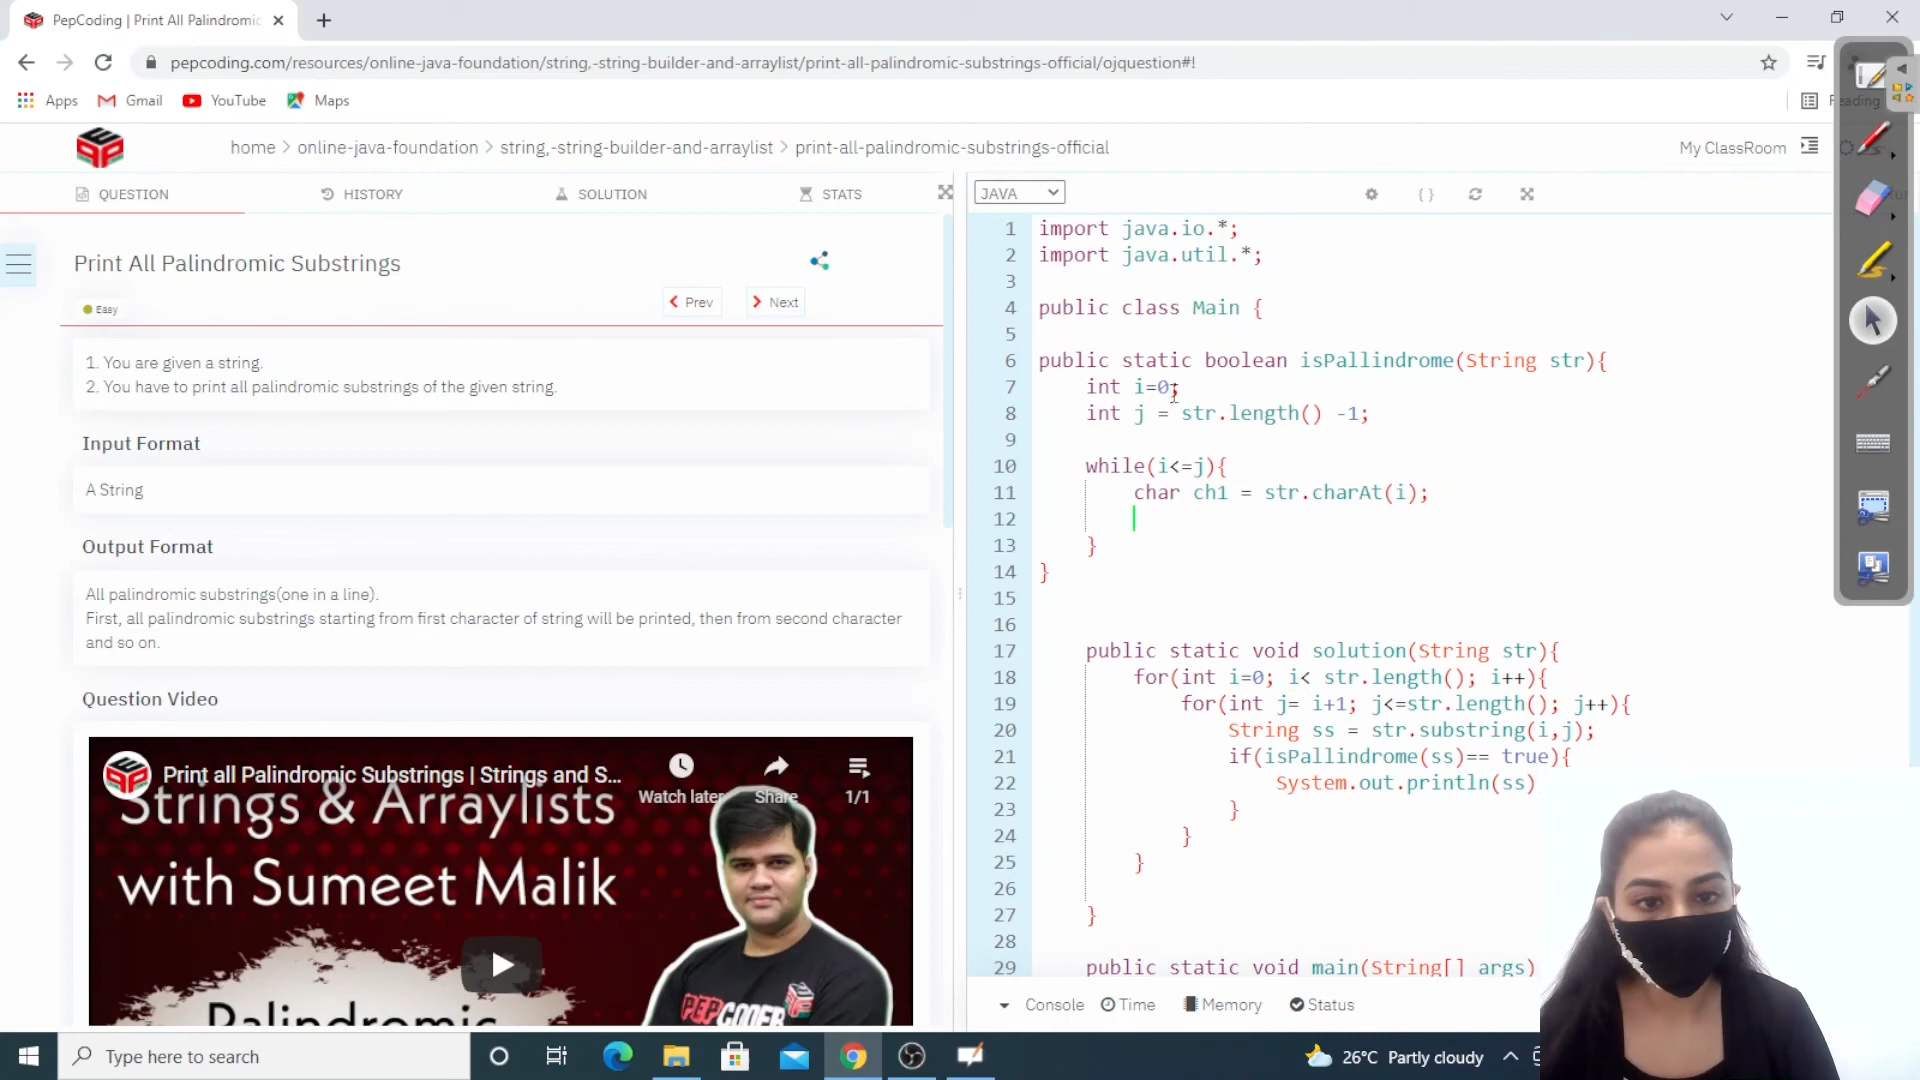 PepCoding | Print All Palindromic
pepcoding.com/resources/online-java-foundation/string,-string-builder-and-arraylist/print-all-palindromic-substrings-official/ojquestion#!
Apps
Gmail
YouTube
Maps
Reading
home > online-java-foundation > string,-string-builder-and-arraylist > print-all-palindromic-substrings-official
My ClassRoom
QUESTION
HISTORY
SOLUTION
STATS
JAVA
Print All Palindromic Substrings
Easy
Prev
Next
1. You are given a string.
2. You have to print all palindromic substrings of the given string.
Input Format
A String
Output Format
All palindromic substrings(one in a line).
First, all palindromic substrings starting from first character of string will be printed, then from second character
and so on.
Question Video
Print all Palindromic Substrings | Strings and S...
Watch later
Share
1/1
Strings & Arraylists
with Sumeet Malik
Palindromic
PEPCODER
1 import java.io.*;
2 import java.util.*;
3
4 public class Main {
5
6 public static boolean isPallindrome(String str){
7 int i=0;
8 int j = str.length() -1;
9
10 while(i<=j){
11 char ch1 = str.charAt(i);
12
13 }
14 }
15
16
17 public static void solution(String str){
18 for(int i=0; i< str.length(); i++){
19 for(int j= i+1; j<=str.length(); j++){
20 String ss = str.substring(i,j);
21 if(isPallindrome(ss)== true){
22 System.out.println(ss)
23 }
24 }
25 }
26
27 }
28
29 public static void main(String[] args)
Console
Time
Memory
Status
Type here to search
26°C Partly cloudy